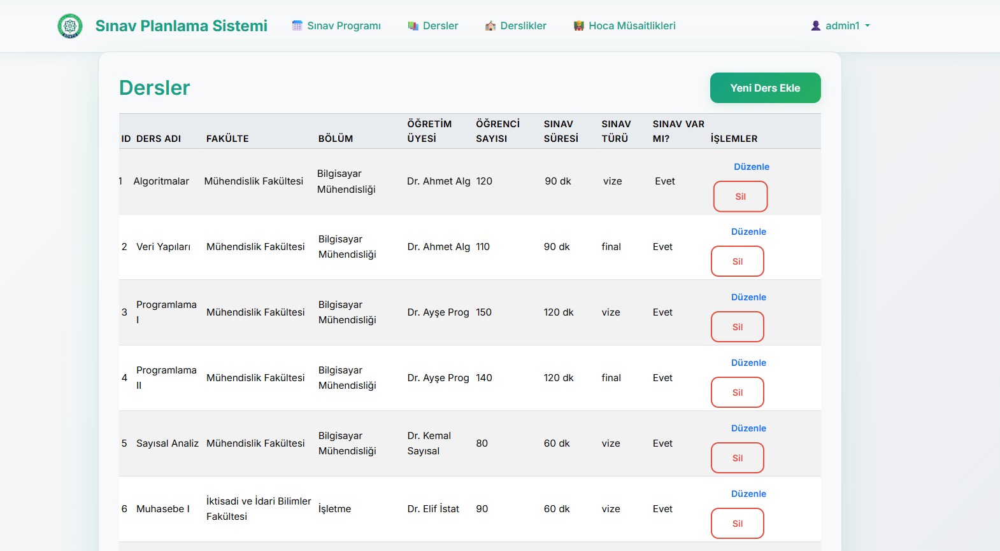 Sınav Planlama Sistemi
Sınav Programı
Dersler
Derslikler
Hoca Müsaitlikleri
admin1
Dersler
Yeni Ders Ekle
ID DERS ADI FAKÜLTE BÖLÜM ÖĞRETİM ÜYESİ ÖĞRENCİ SAYISI SINAV SÜRESİ SINAV TÜRÜ SINAV VAR MI? İŞLEMLER
1 Algoritmalar Mühendislik Fakültesi Bilgisayar Mühendisliği Dr. Ahmet Alg 120 90 dk vize Evet Düzenle Sil
2 Veri Yapıları Mühendislik Fakültesi Bilgisayar Mühendisliği Dr. Ahmet Alg 110 90 dk final Evet Düzenle Sil
3 Programlama I Mühendislik Fakültesi Bilgisayar Mühendisliği Dr. Ayşe Prog 150 120 dk vize Evet Düzenle Sil
4 Programlama II Mühendislik Fakültesi Bilgisayar Mühendisliği Dr. Ayşe Prog 140 120 dk final Evet Düzenle Sil
5 Sayısal Analiz Mühendislik Fakültesi Bilgisayar Mühendisliği Dr. Kemal Sayısal 80 60 dk vize Evet Düzenle Sil
6 Muhasebe I İktisadi ve İdari Bilimler Fakültesi İşletme Dr. Elif İstat 90 60 dk vize Evet Düzenle Sil